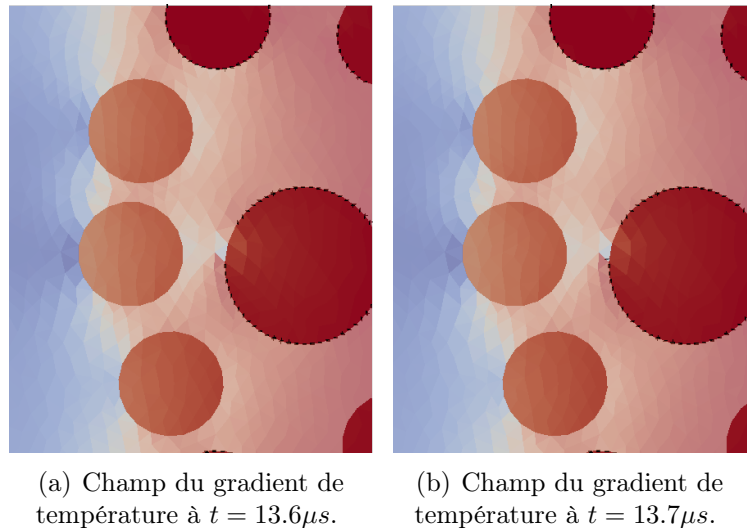 (a) Champ du gradient de
température à t = 13.6μs.
(b) Champ du gradient de
température à t = 13.7μs.